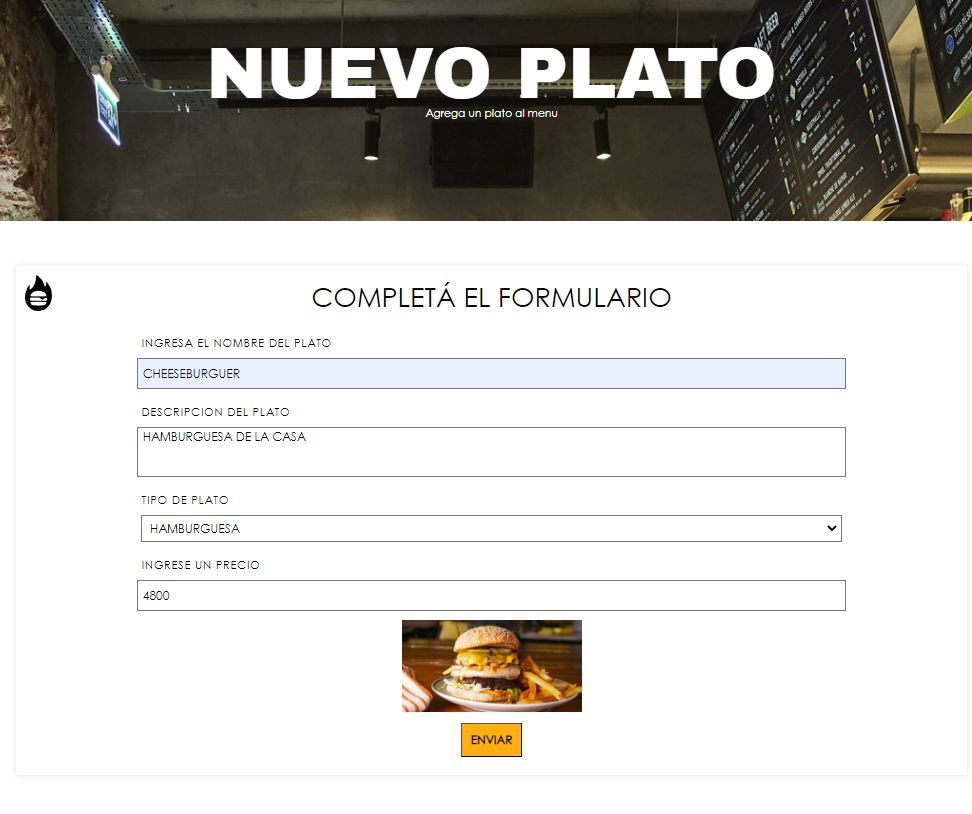 NUEVO PLATO
Agrega un plato al menu
COMPLETÁ EL FORMULARIO
INGRESA EL NOMBRE DEL PLATO
CHEESEBURGUER
DESCRIPCION DEL PLATO
HAMBURGUESA DE LA CASA
TIPO DE PLATO
HAMBURGUESA
INGRESE UN PRECIO
4800
ENVIAR